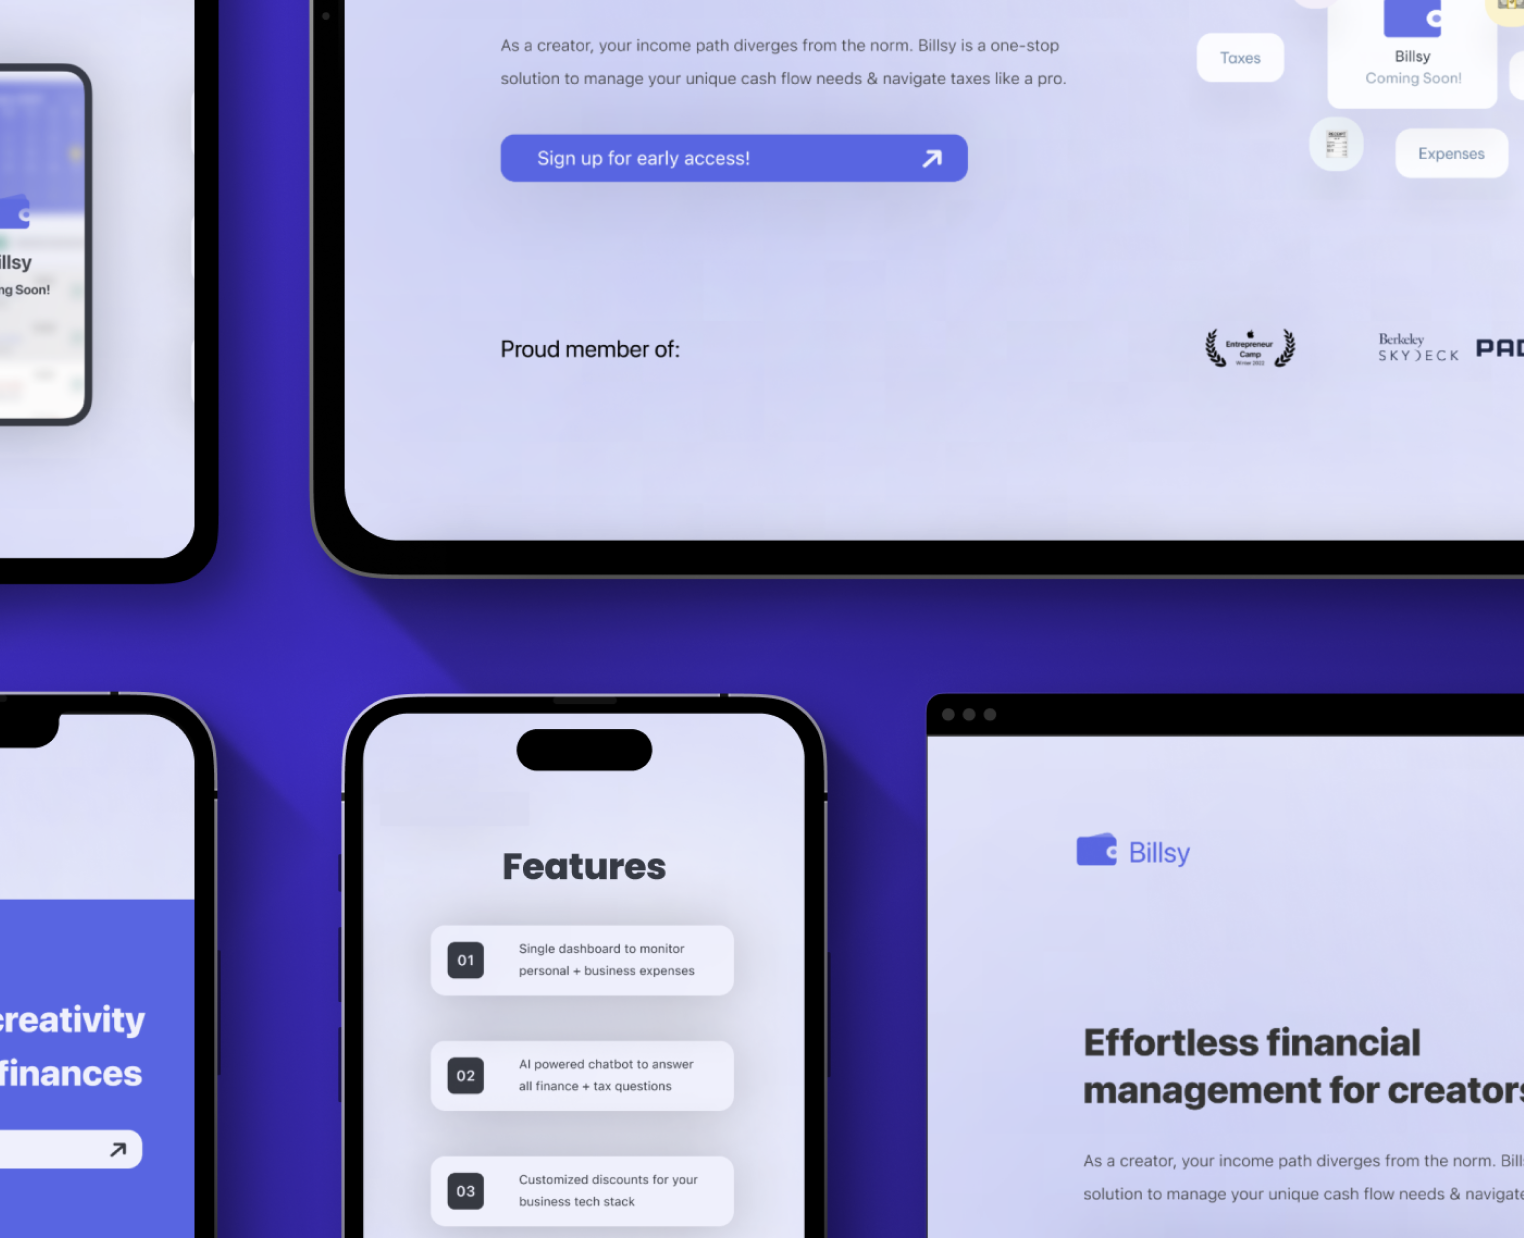 illsy
ng Soon!
As a creator, your income path diverges from the norm. Billsy is a one-stop
solution to manage your unique cash flow needs & navigate taxes like a pro.
Sign up for early access!
Taxes
Billsy
Coming Soon!
RECEIPT
Expenses
Proud member of:
Entrepreneur
Camp
Winter 2022
Berkeley
SKYDECK
PAD
creativity
finances
Features
01
Single dashboard to monitor
personal + business expenses
02
AI powered chatbot to answer
all finance + tax questions
03
Customized discounts for your
business tech stack
Billsy
Effortless financial
management for creators
As a creator, your income path diverges from the norm. Bill
solution to manage your unique cash flow needs & navigate